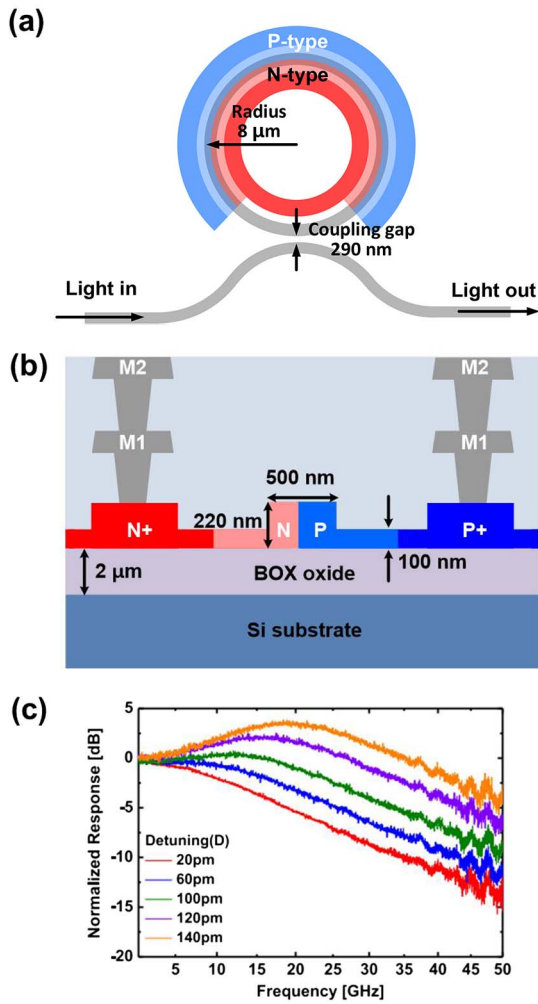 (a)
P-type
N-type
Radius
8 μm
Coupling gap
290 nm
Light in
Light out
(b)
M2
M2
M1
M1
500 nm
220 nm
N+
N
P
P+
100 nm
2 μm
BOX oxide
Si substrate
(c)
Normalized Response [dB]
5
0
-5
-10
-15
-20
Detuning(D)
20pm
60pm
100pm
120pm
140pm
5 10 15 20 25 30 35 40 45 50
Frequency [GHz]